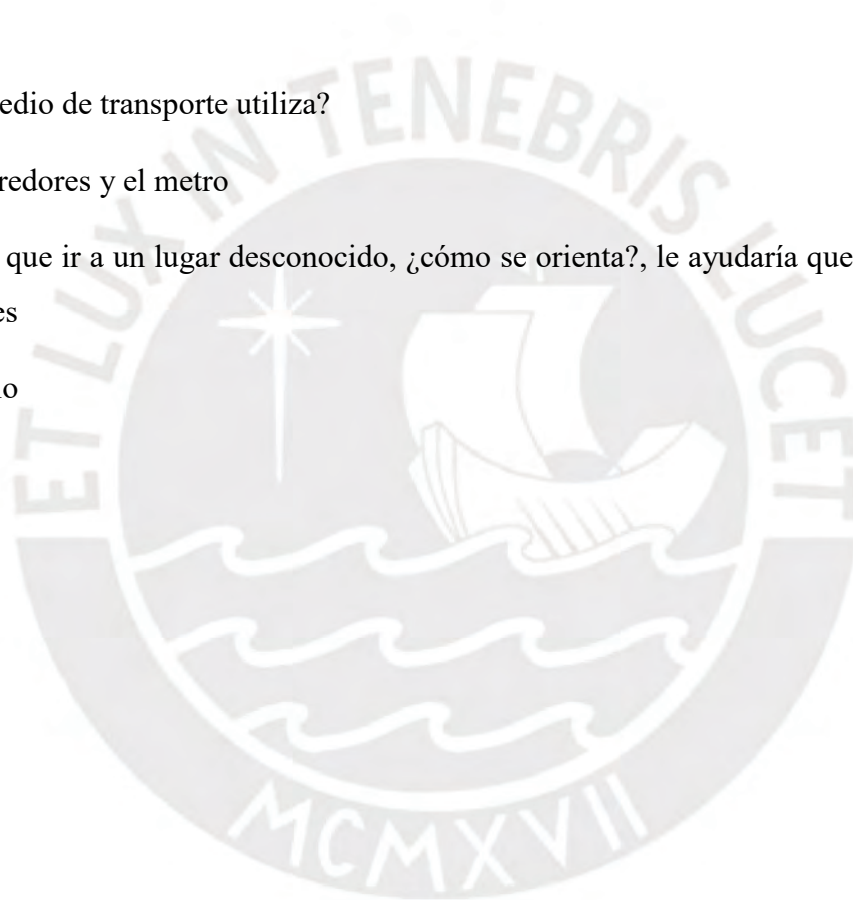 edio de transporte utiliza?
redores y el metro
que ir a un lugar desconocido, ¿cómo se orienta?, le ayudaría que
es
o
ET LUX IN TENEBRIS LUCET
MCMXVII